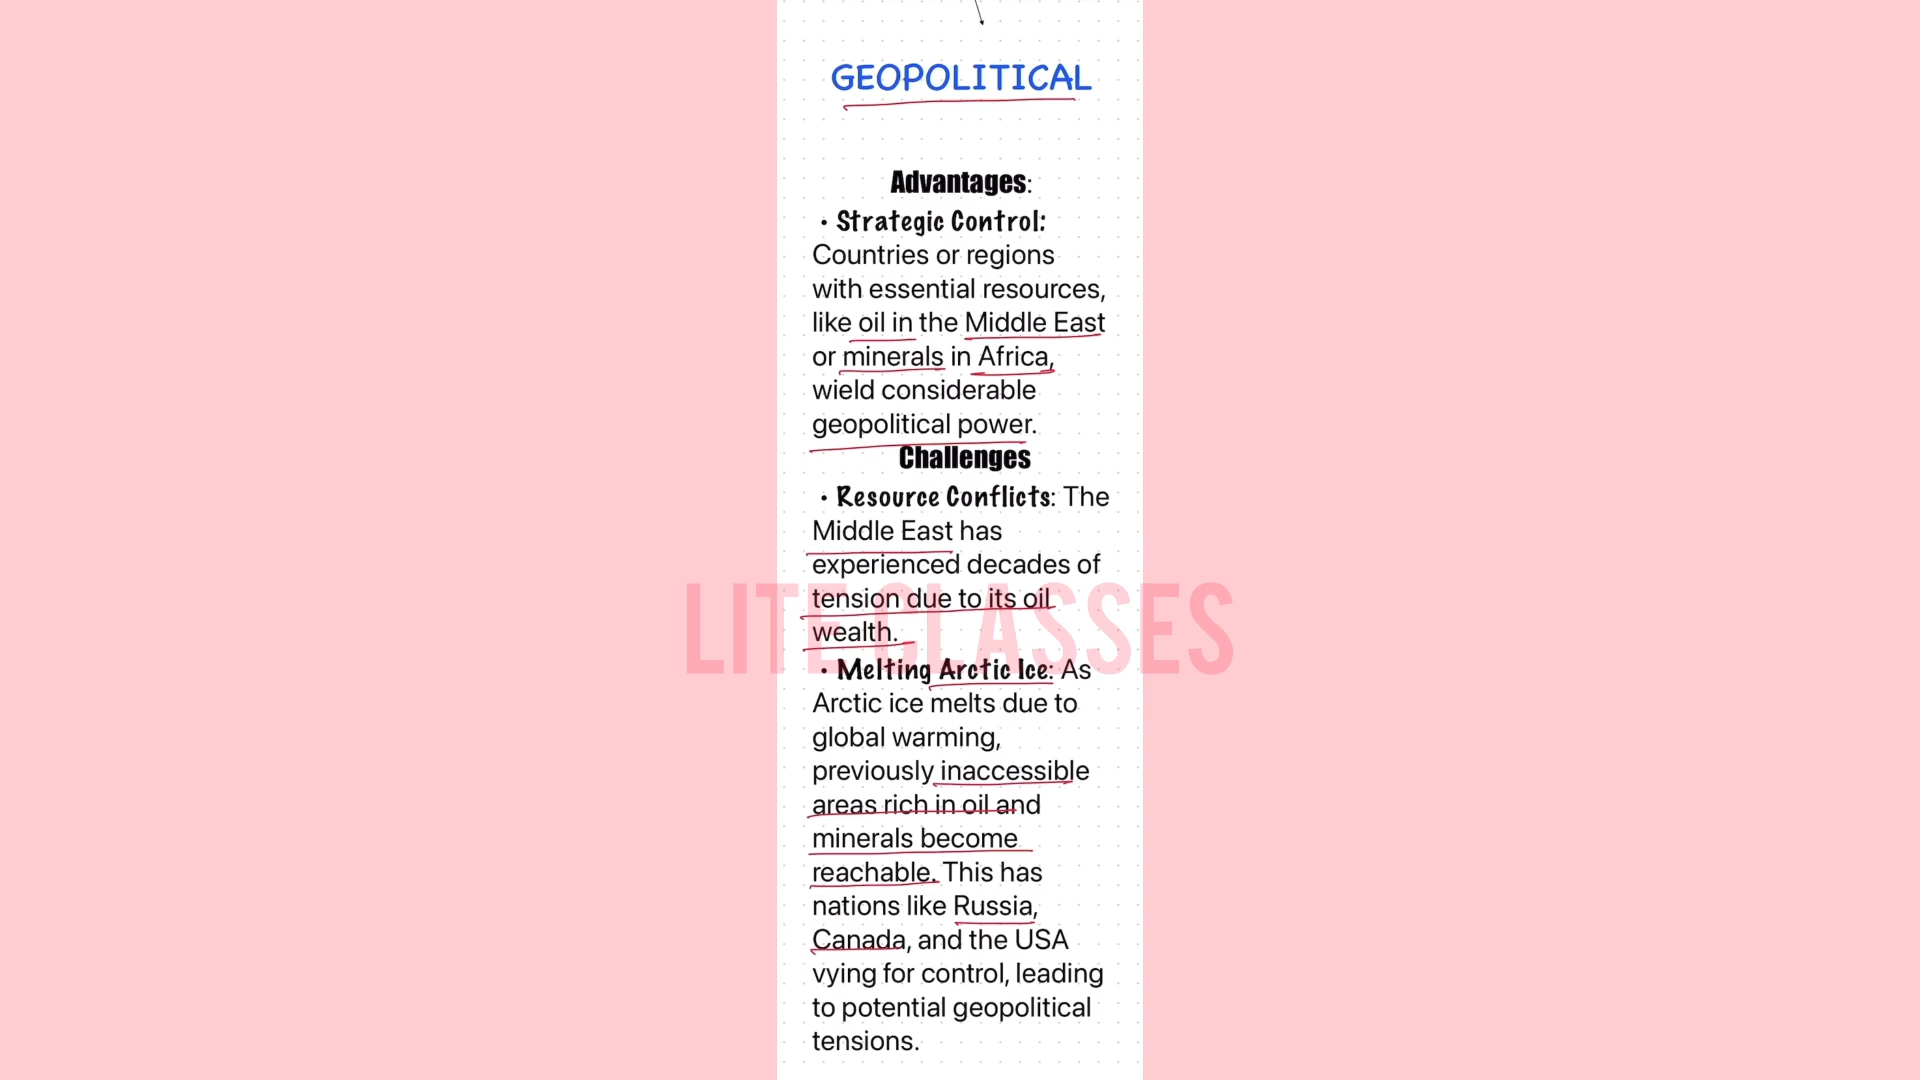 GEOPOLITICAL
Advantages:
• Strategic Control:
Countries or regions
with essential resources,
like oil in the Middle East
or minerals in Africa,
wield considerable
geopolitical power.
Challenges
• Resource Conflicts: The
Middle East has
experienced decades of
tension due to its oil
wealth.
LITE CLASSES
• Melting Arctic Ice: As
Arctic ice melts due to
global warming,
previously inaccessible
areas rich in oil and
minerals become
reachable. This has
nations like Russia,
Canada, and the USA
vying for control, leading
to potential geopolitical
tensions.